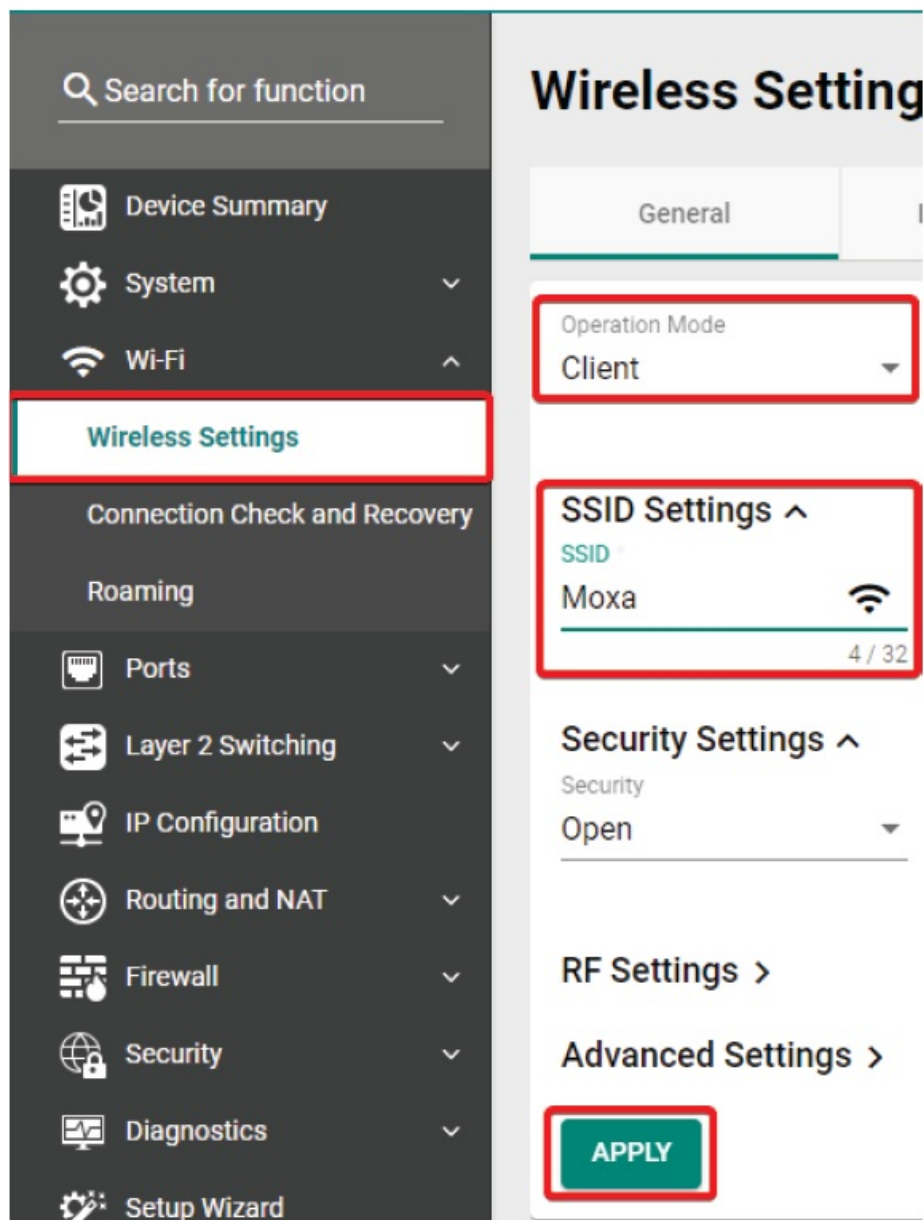 Search for function
Device Summary
System
Wi-Fi
Wireless Settings
Connection Check and Recovery
Roaming
Ports
Layer 2 Switching
IP Configuration
Routing and NAT
Firewall
Security
Diagnostics
Setup Wizard
Wireless Setting
General
Operation Mode
Client
SSID Settings
SSID
Moxa
4 / 32
Security Settings
Security
Open
RF Settings
Advanced Settings
APPLY